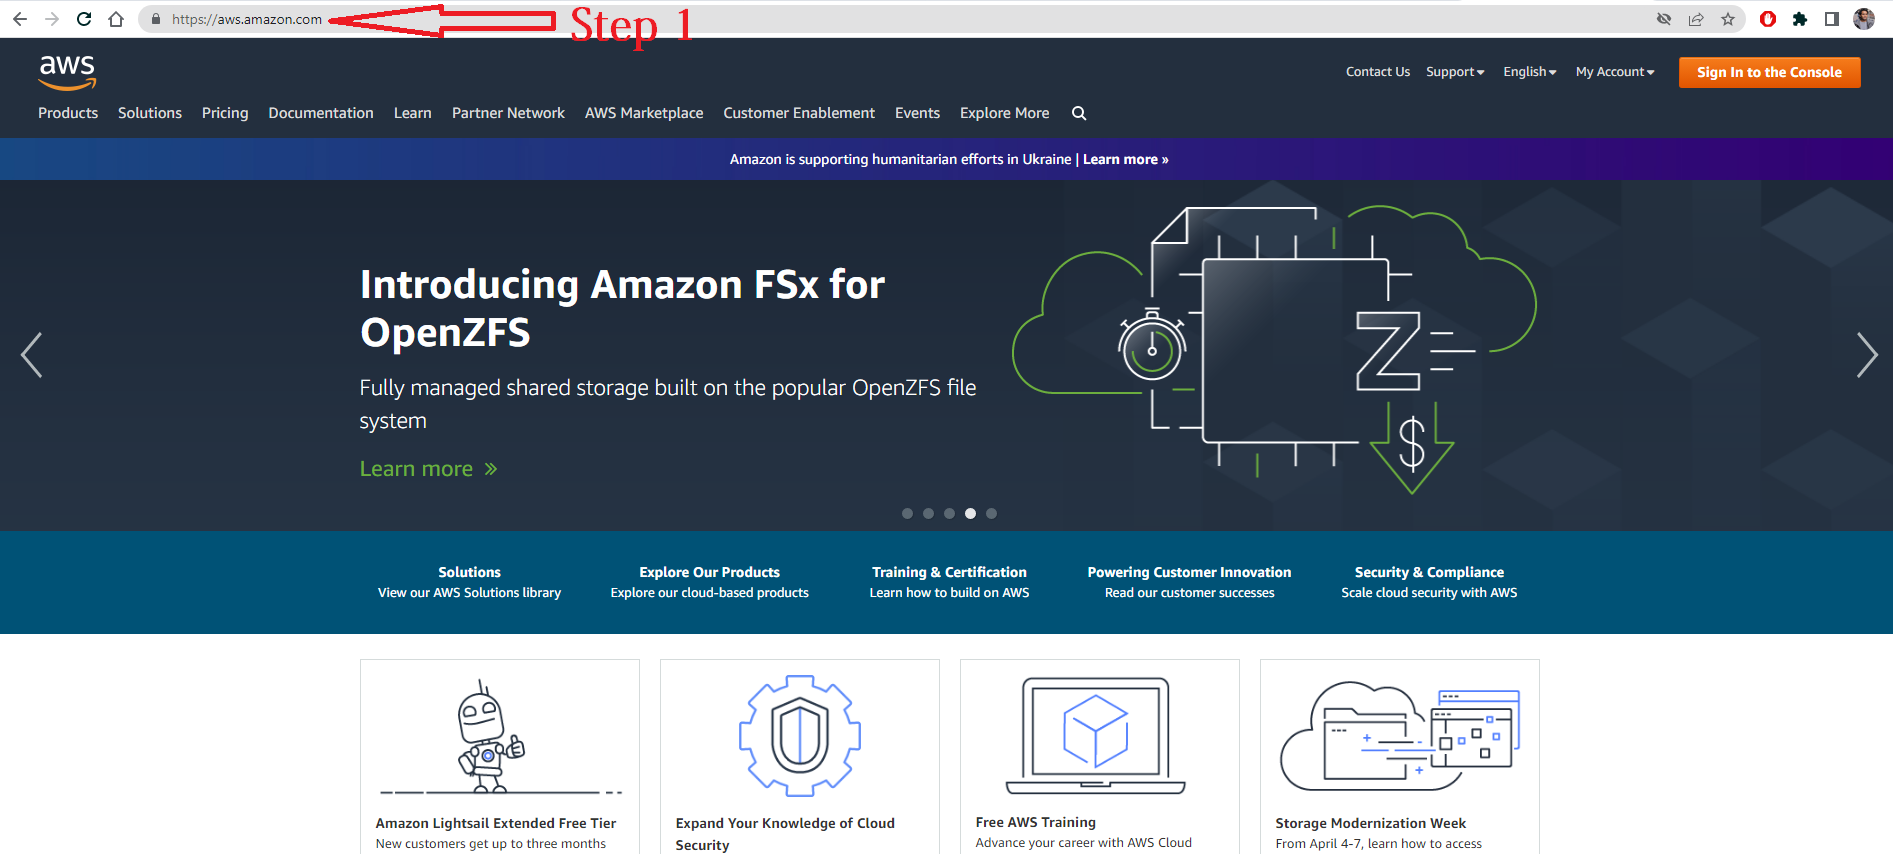 https://aws.amazon.com
Step 1
aws
Contact Us Support English My Account Sign In to the Console
Products Solutions Pricing Documentation Learn Partner Network AWS Marketplace Customer Enablement Events Explore More
Amazon is supporting humanitarian efforts in Ukraine | Learn more »
Introducing Amazon FSx for
OpenZFS
Fully managed shared storage built on the popular OpenZFS file
system
Learn more »
Z
$
Solutions
View our AWS Solutions library
Explore Our Products
Explore our cloud-based products
Training & Certification
Learn how to build on AWS
Powering Customer Innovation
Read our customer successes
Security & Compliance
Scale cloud security with AWS
Amazon Lightsail Extended Free Tier
New customers get up to three months
Expand Your Knowledge of Cloud
Security
Free AWS Training
Advance your career with AWS Cloud
Storage Modernization Week
From April 4-7, learn how to access